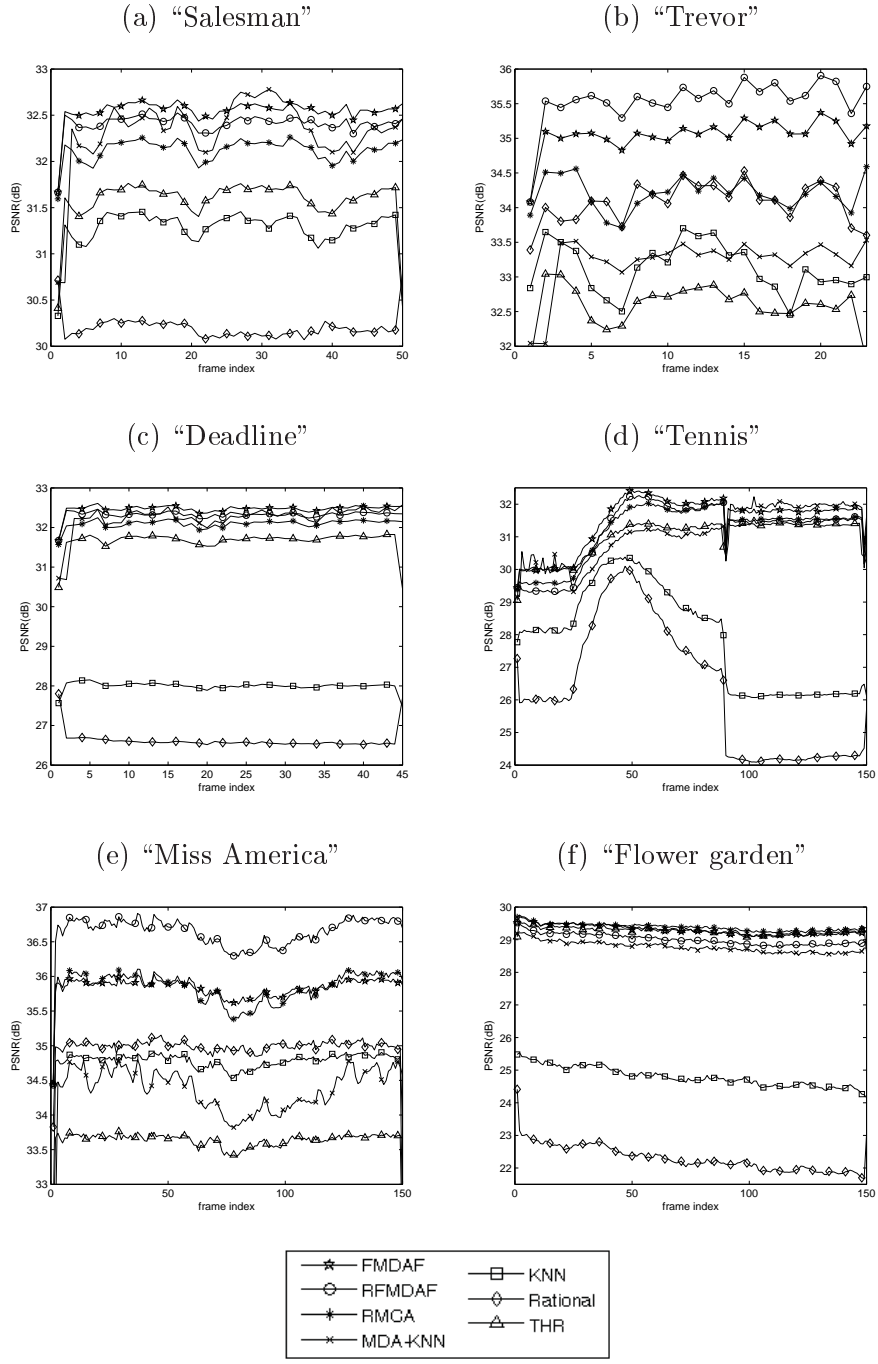 (a) “Salesman”
(b) “Trevor”
33
32.5
32
31.5
31
30.5
30
PSNR(dB)
0 10 20 30 40 50
frame index
36
35.5
35
34.5
34
33.5
33
32.5
32
PSNR(dB)
5 10 15 20
frame index
(c) “Deadline”
(d) “Tennis”
33
32
31
30
29
28
27
26
PSNR(dB)
0 5 10 15 20 25 30 35 40 45
frame index
32
31
30
29
28
27
26
25
24
PSNR(dB)
0 50 100 150
frame index
(e) “Miss America”
(f) “Flower garden”
37
36.5
36
35.5
35
34.5
34
33.5
33
PSNR(dB)
0 50 100 150
frame index
30
29
28
27
26
25
24
23
22
PSNR(dB)
0 50 100 150
frame index
FMDAF
RFMDAF
RMCA
MDA-KNN
KNN
Rational
THR